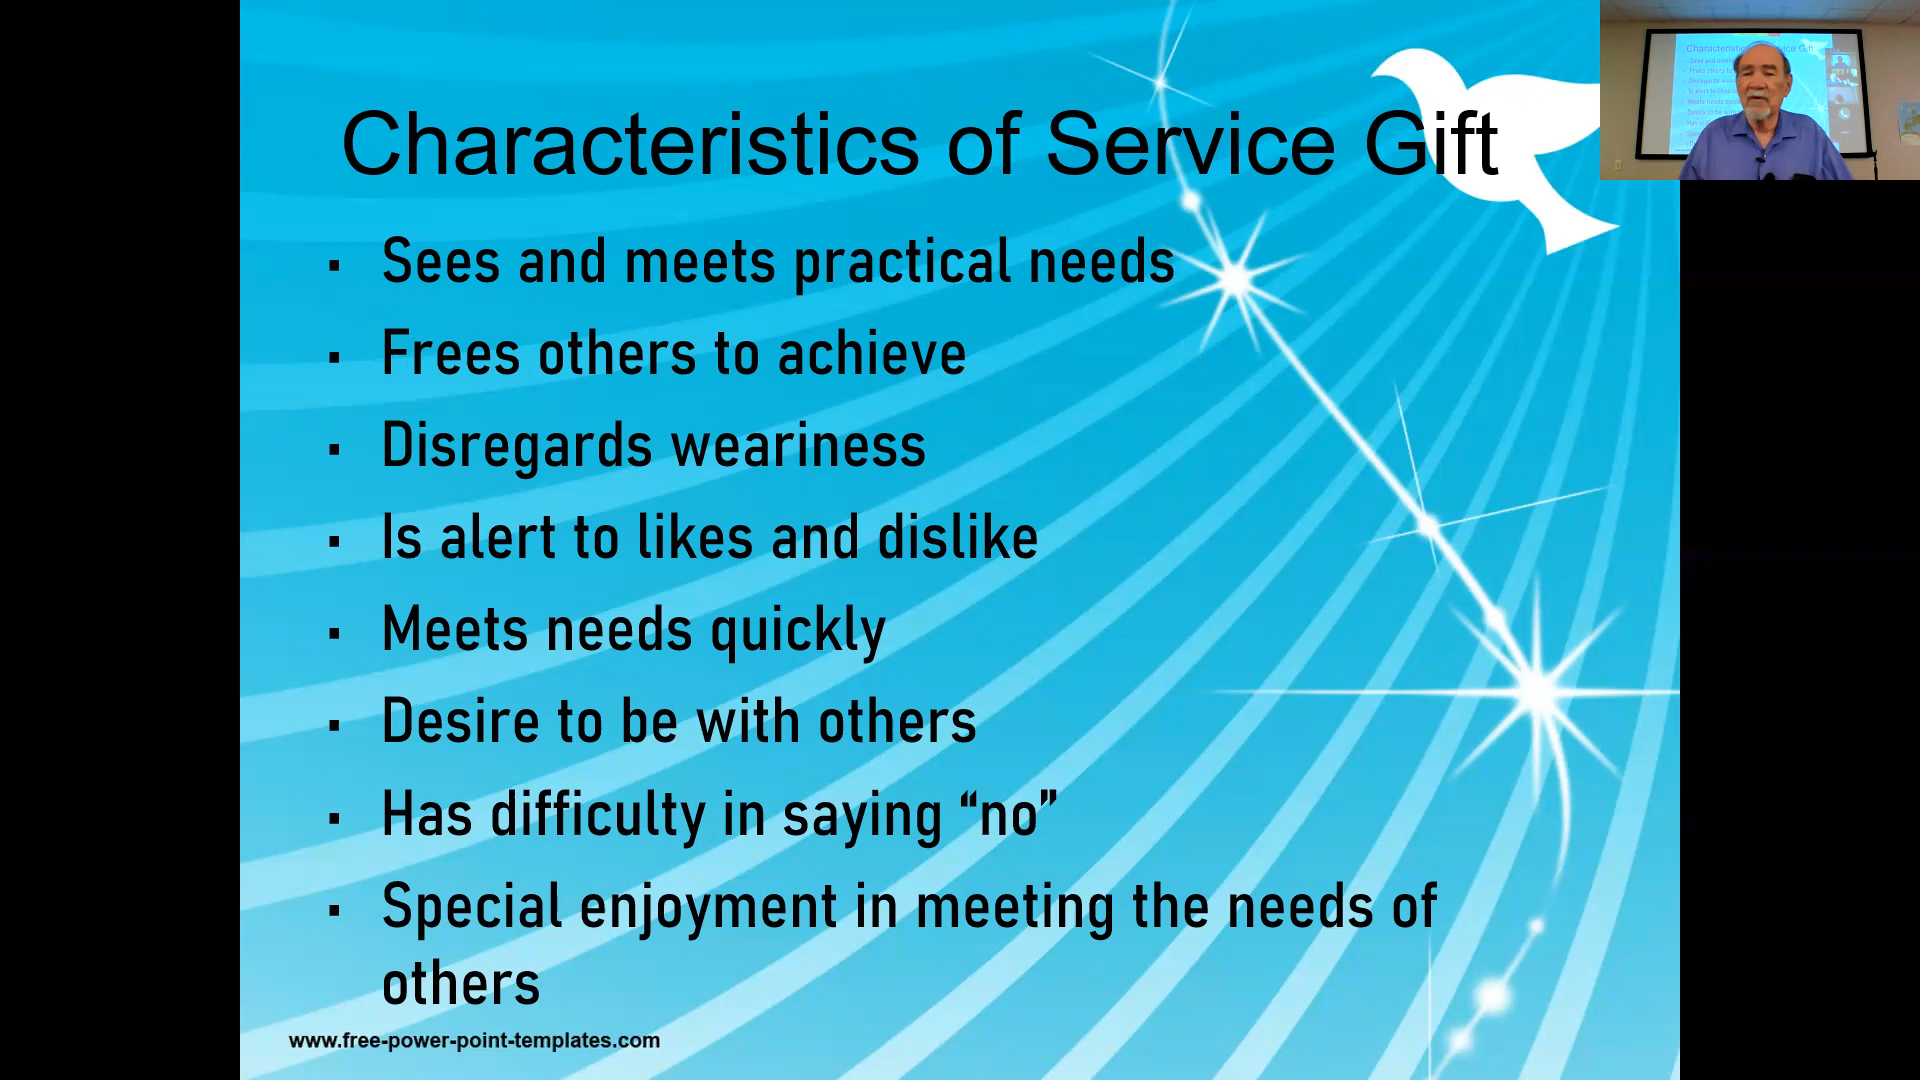 Characteristics of Service Gift
▪ Sees and meets practical needs
▪ Frees others to achieve
▪ Disregards weariness
▪ Is alert to likes and dislike
▪ Meets needs quickly
▪ Desire to be with others
▪ Has difficulty in saying “no”
▪ Special enjoyment in meeting the needs of
others
www.free-power-point-templates.com